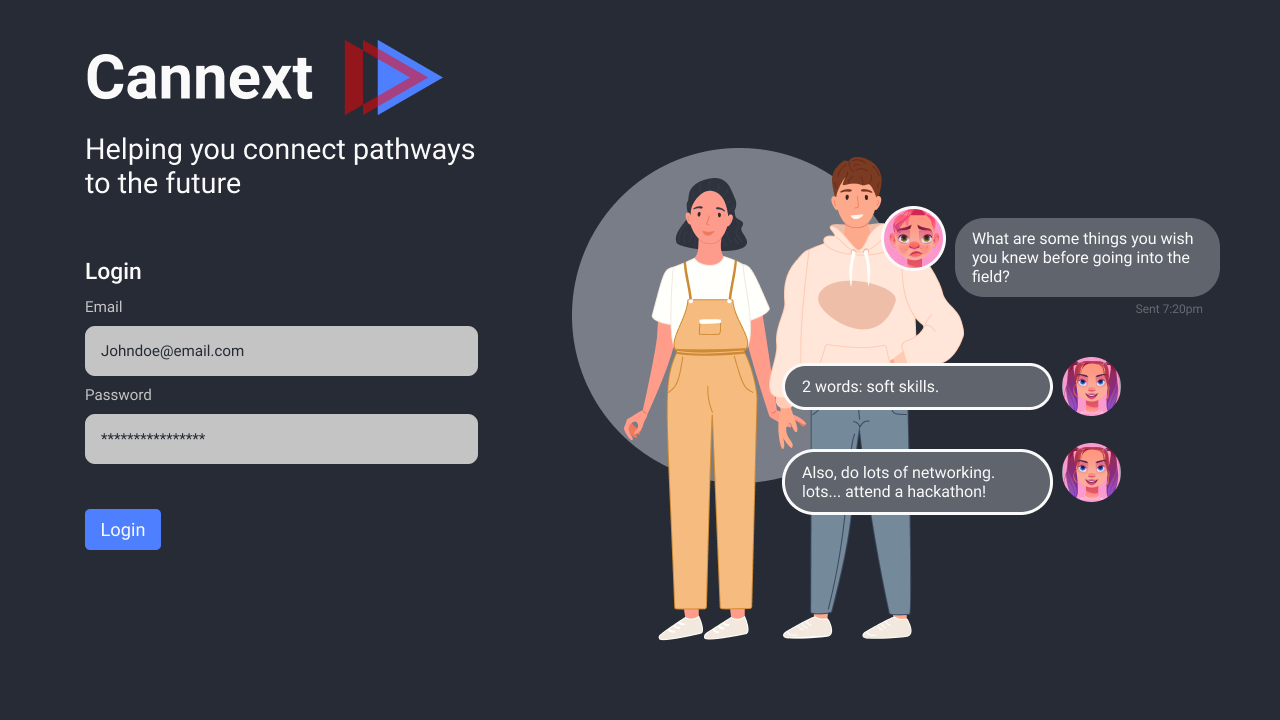 Cannext
Helping you connect pathways
to the future
Login
Email
Johndoe@email.com
Password
****************
Login
What are some things you wish
you knew before going into the
field?
Sent 7:20pm
2 words: soft skills.
Also, do lots of networking.
lots... attend a hackathon!